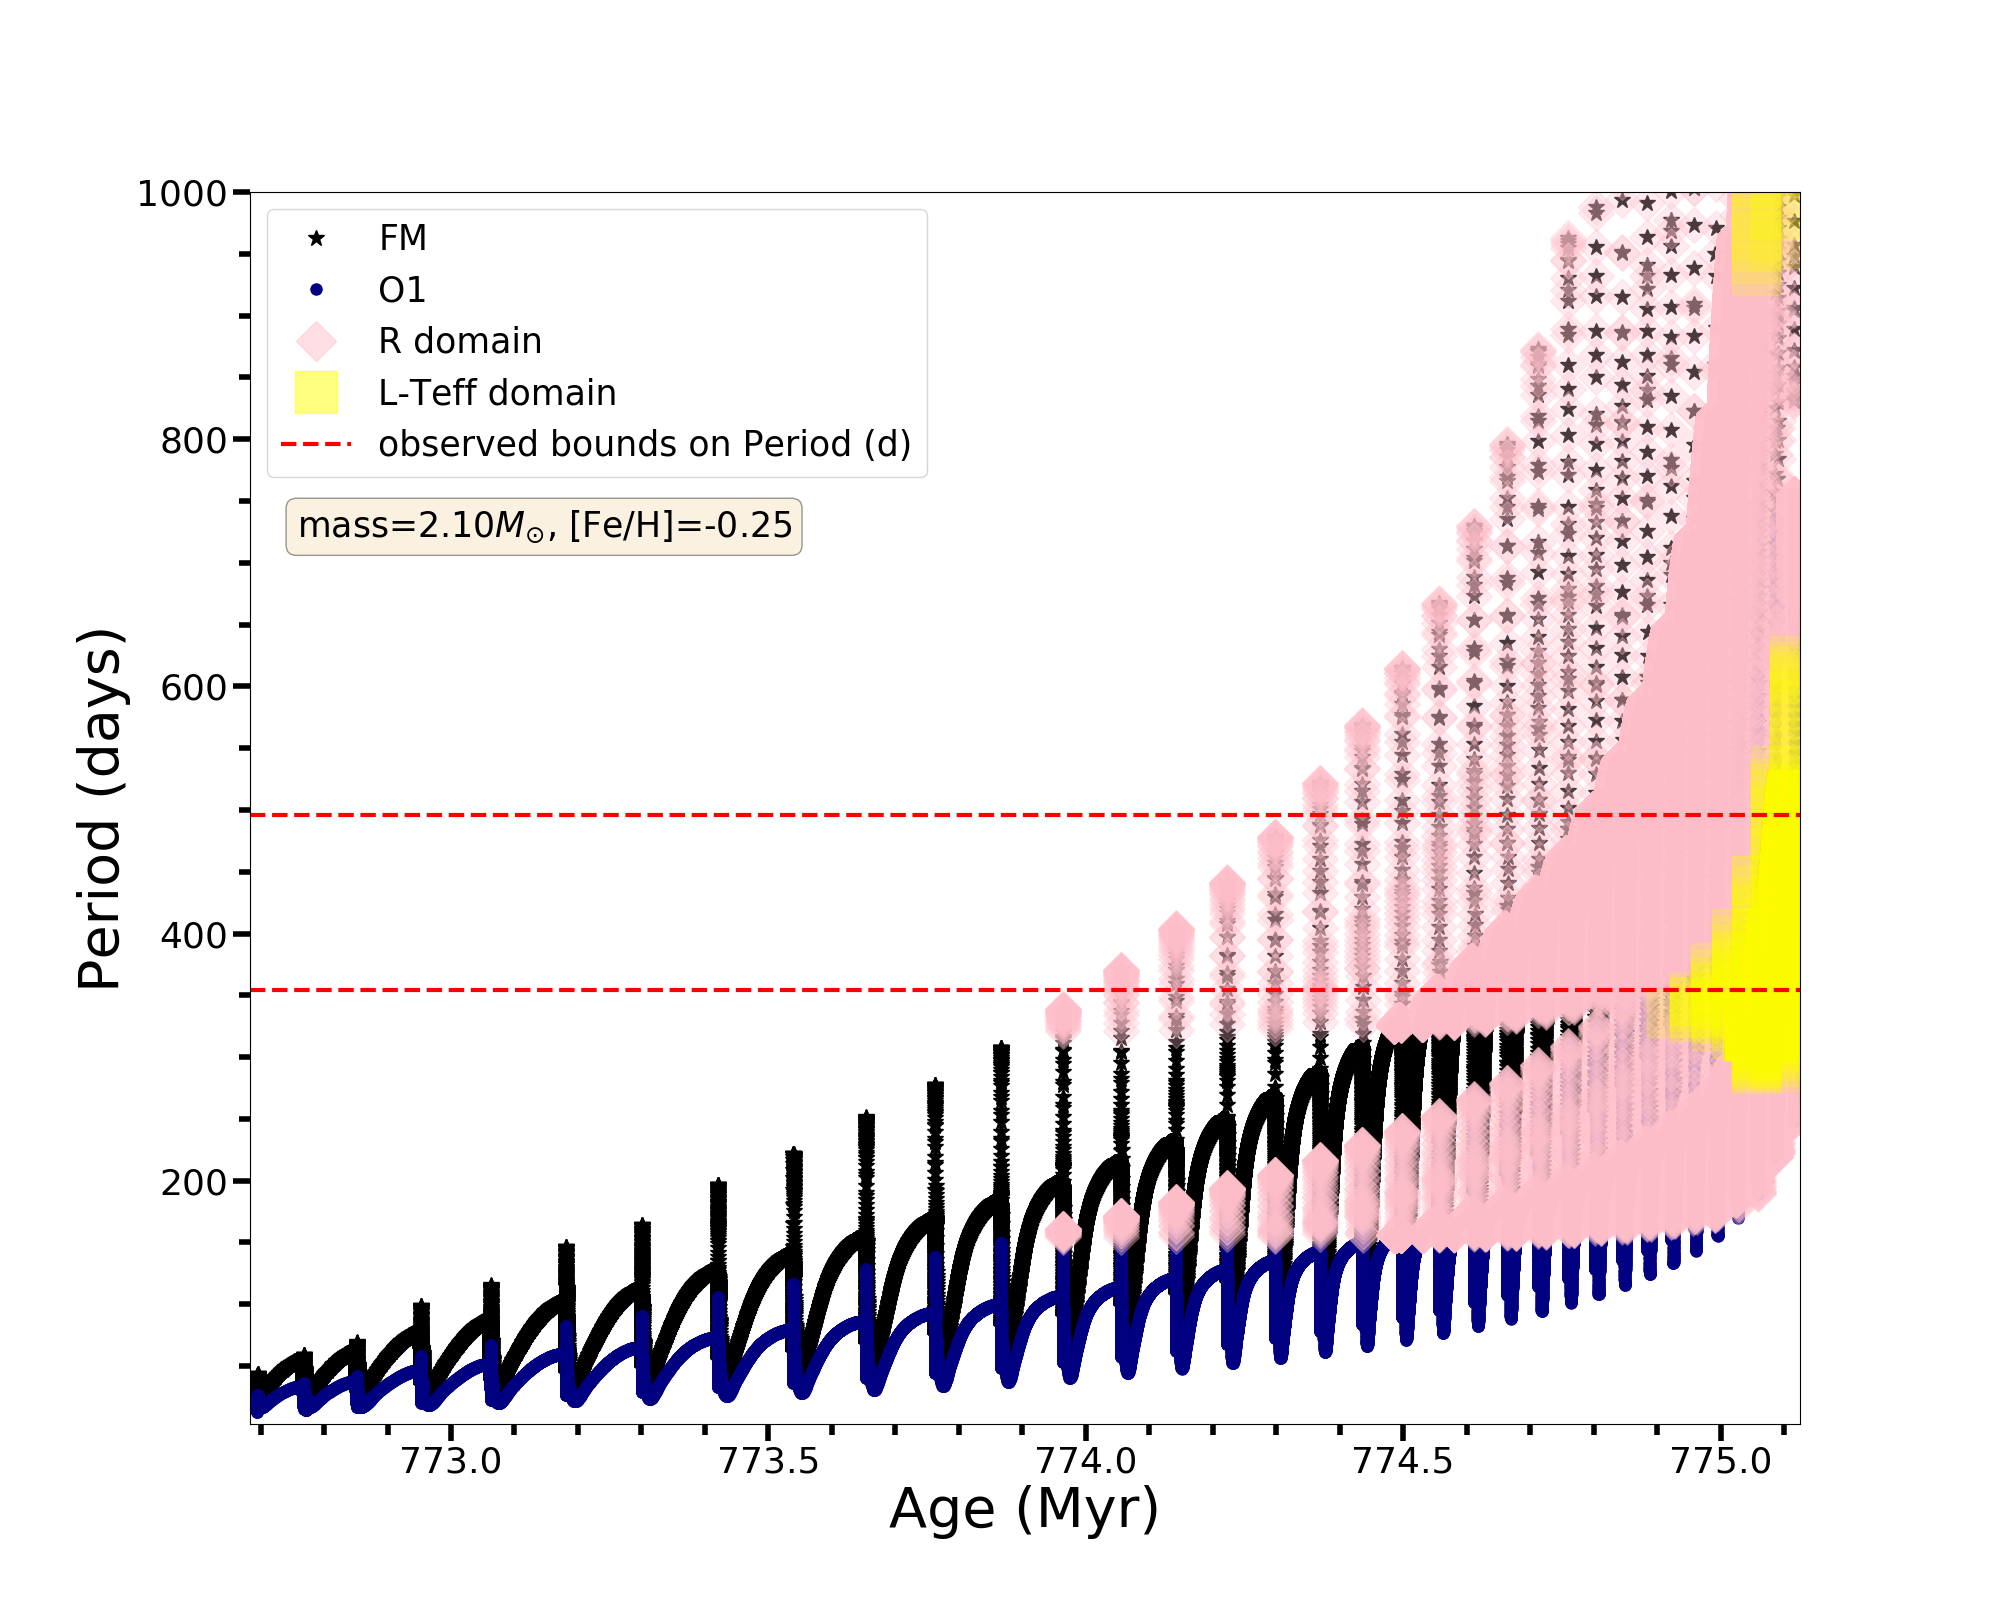 1000
800
600
400
200
Period (days)
FM
O1
R domain
L-Teff domain
observed bounds on Period (d)
mass=2.10M⊙, [Fe/H]=-0.25
773.0 773.5 774.0 774.5 775.0
Age (Myr)